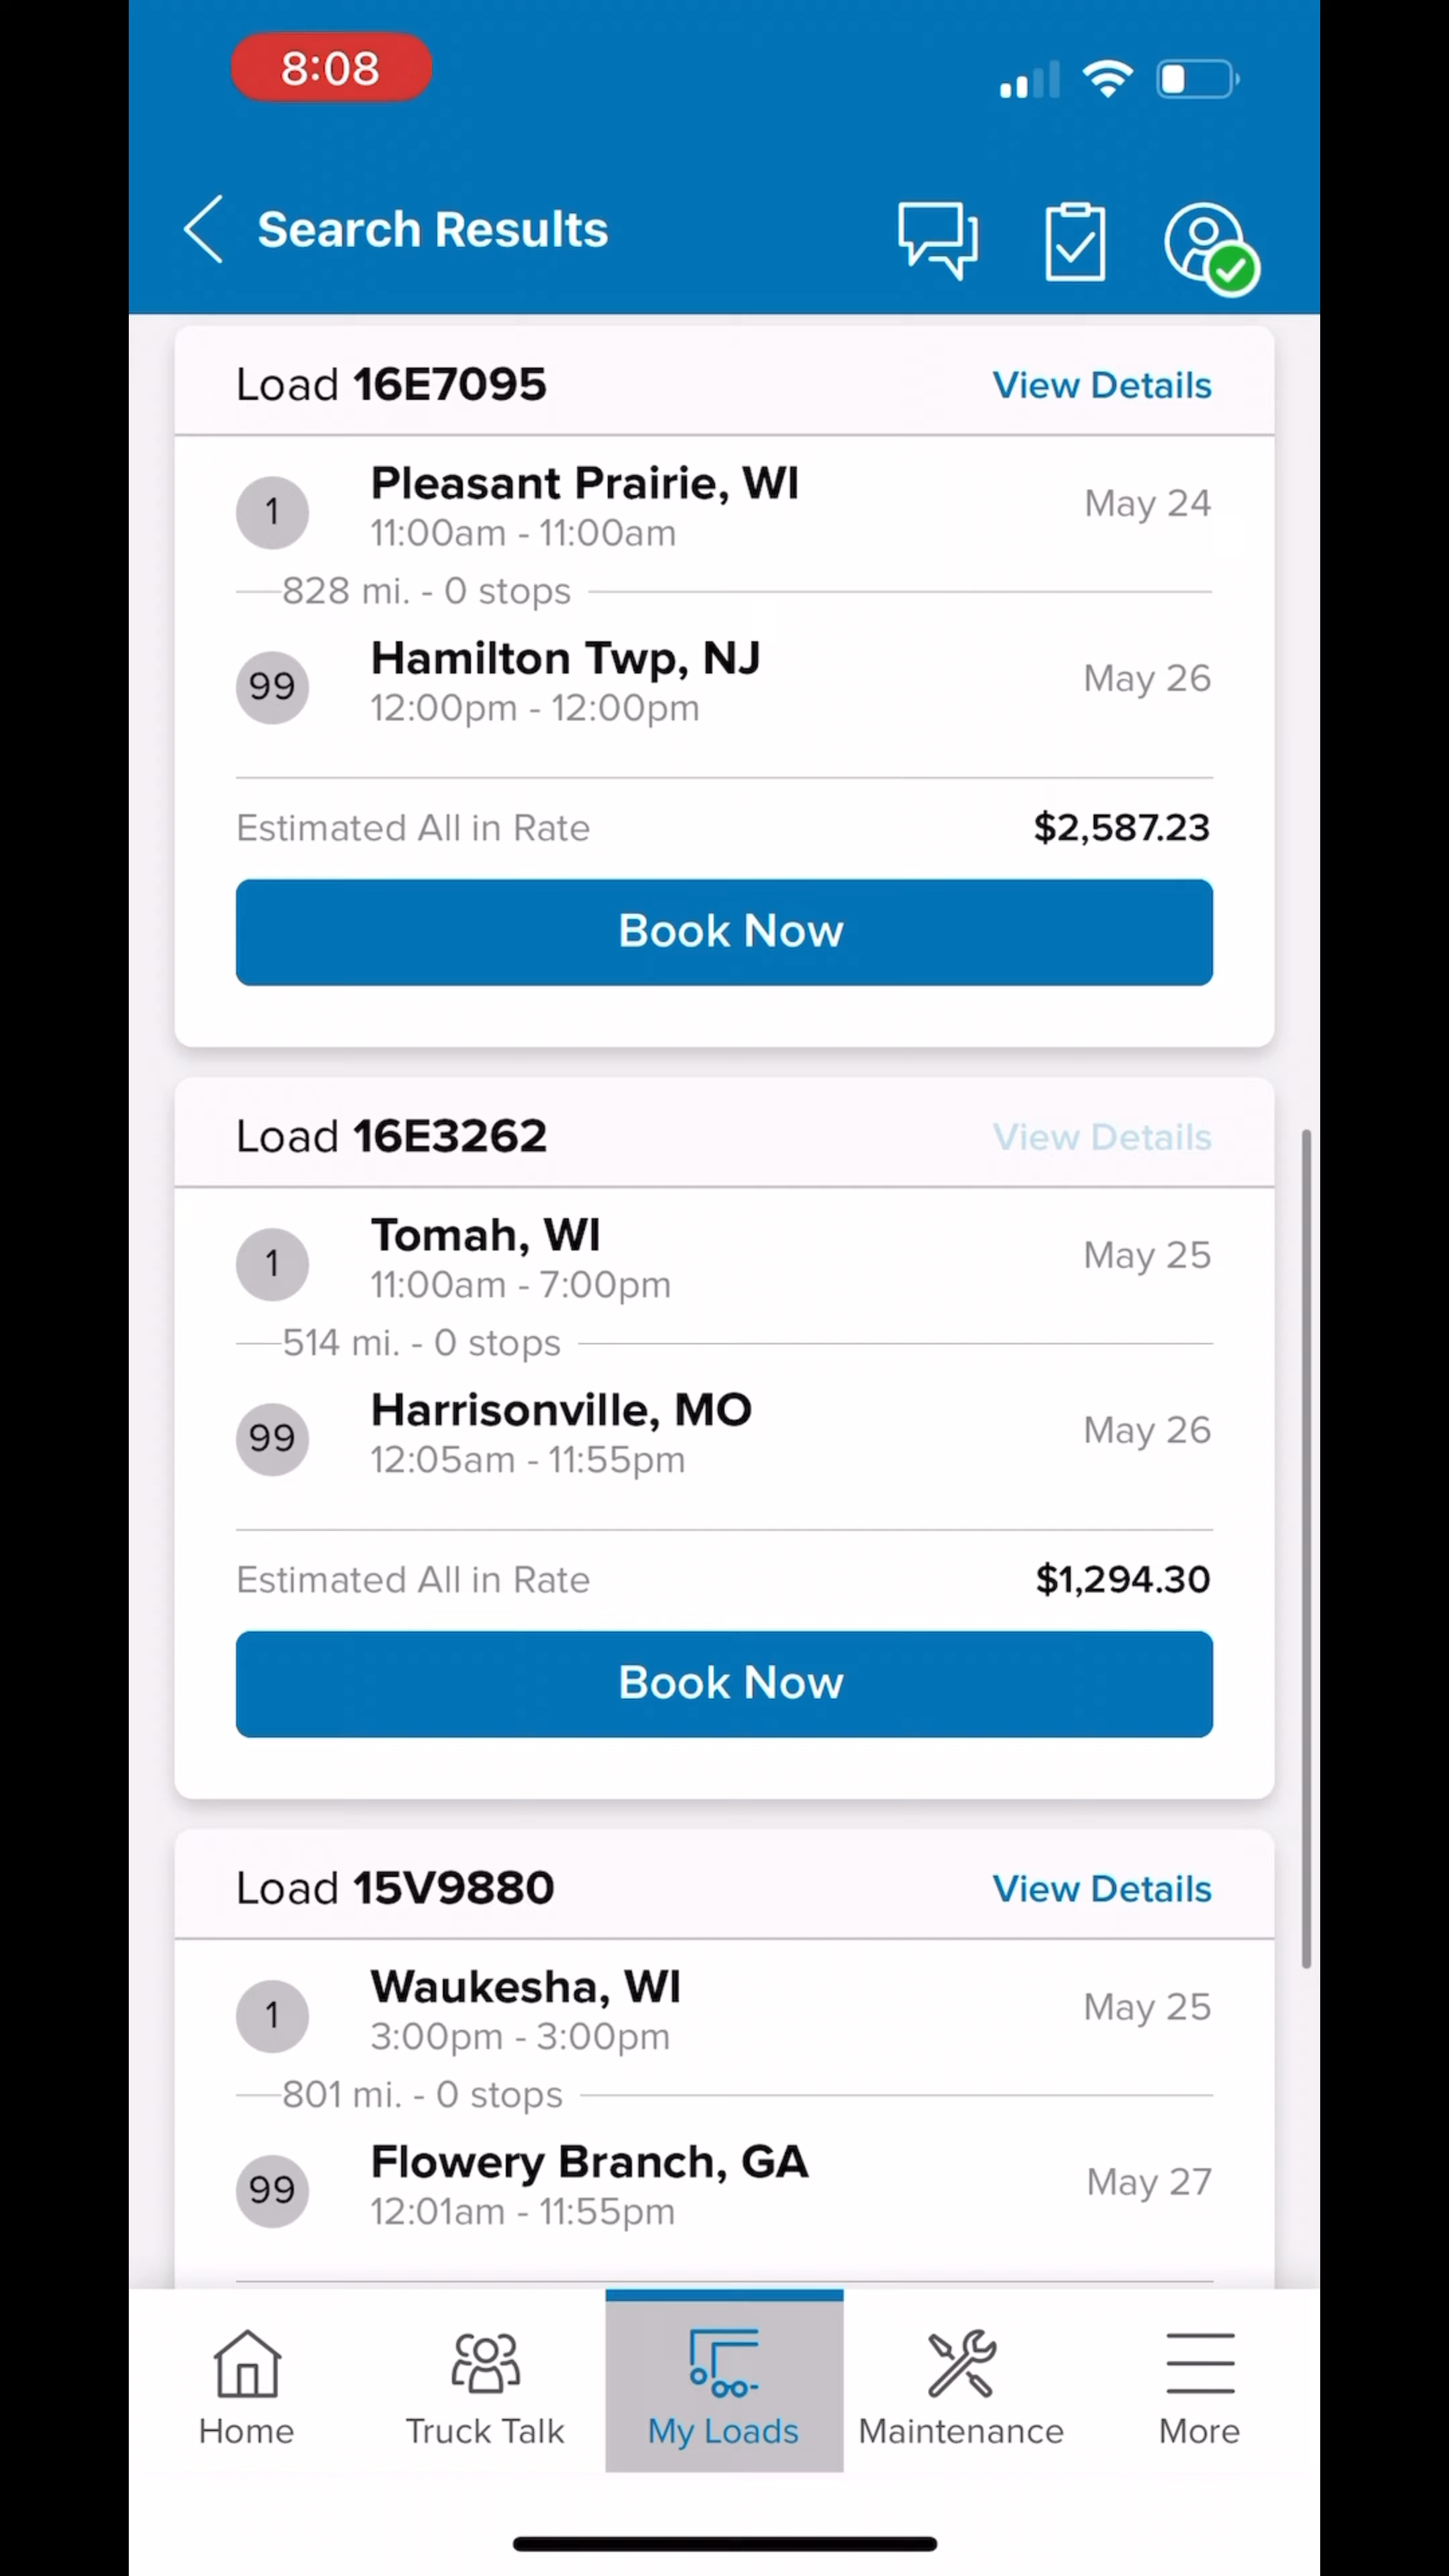 8:08
Search Results
Load 16E7095 View Details
1 Pleasant Prairie, WI May 24
11:00am - 11:00am
828 mi. - 0 stops
99 Hamilton Twp, NJ May 26
12:00pm - 12:00pm
Estimated All in Rate $2,587.23
Book Now
Load 16E3262 View Details
1 Tomah, WI May 25
11:00am - 7:00pm
514 mi. - 0 stops
99 Harrisonville, MO May 26
12:05am - 11:55pm
Estimated All in Rate $1,294.30
Book Now
Load 15V9880 View Details
1 Waukesha, WI May 25
3:00pm - 3:00pm
801 mi. - 0 stops
99 Flowery Branch, GA May 27
12:01am - 11:55pm
Home Truck Talk My Loads Maintenance More